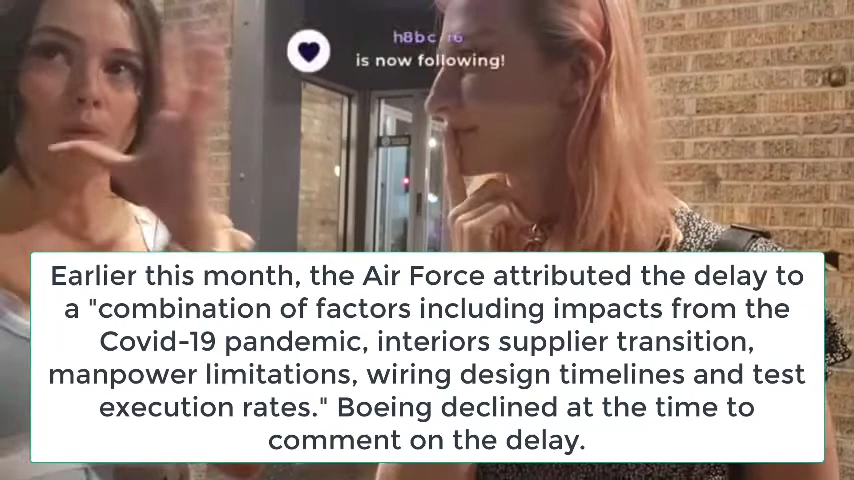 is now following!
Earlier this month, the Air Force attributed the delay to
a "combination of factors including impacts from the
Covid-19 pandemic, interiors supplier transition,
manpower limitations, wiring design timelines and test
execution rates." Boeing declined at the time to
comment on the delay.